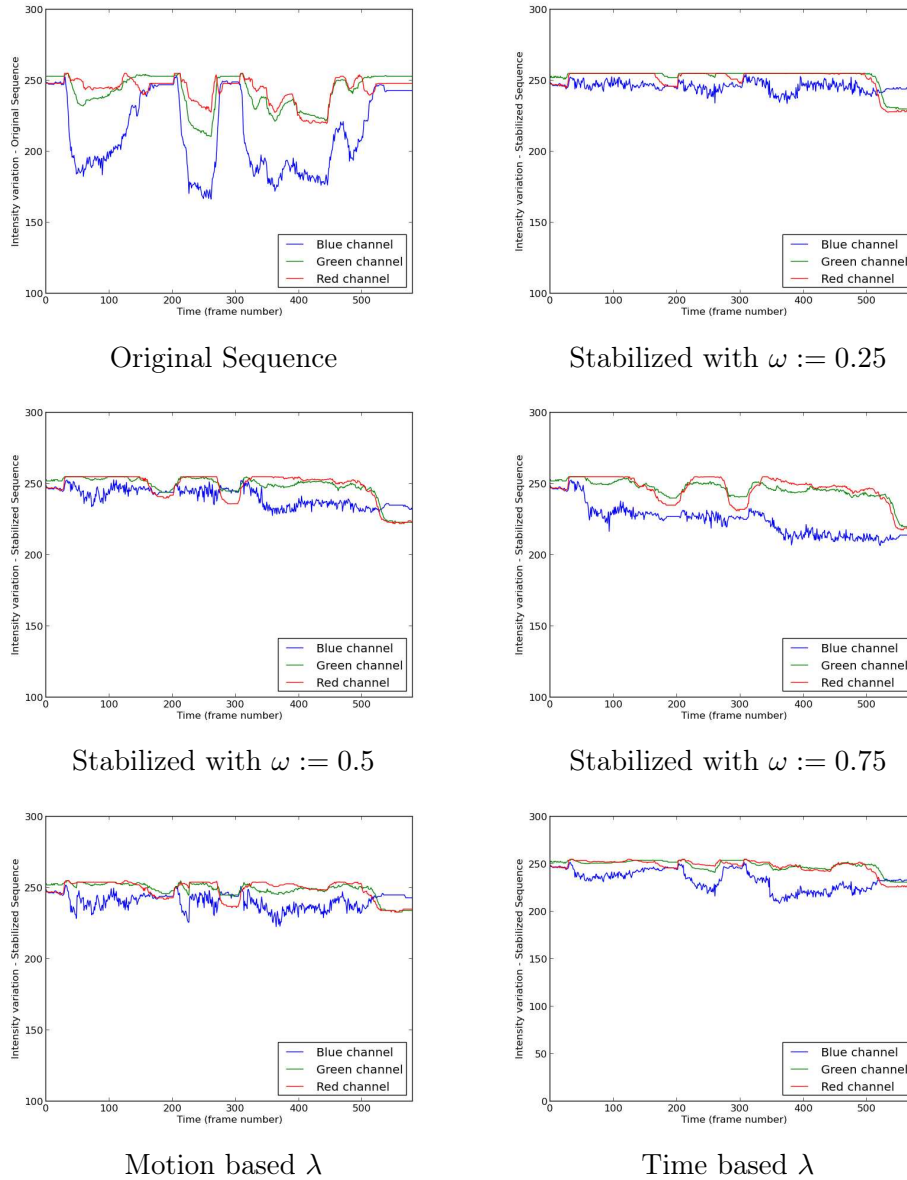 300
250
200
150
100
Intensity variation - Original Sequence
Blue channel
Green channel
Red channel
0 100 200 300 400 500
Time (frame number)
Original Sequence
300
250
200
150
100
Intensity variation - Stabilized Sequence
Blue channel
Green channel
Red channel
0 100 200 300 400 500
Time (frame number)
Stabilized with ω := 0.25
300
250
200
150
100
Intensity variation - Stabilized Sequence
Blue channel
Green channel
Red channel
0 100 200 300 400 500
Time (frame number)
Stabilized with ω := 0.5
300
250
200
150
100
Intensity variation - Stabilized Sequence
Blue channel
Green channel
Red channel
0 100 200 300 400 500
Time (frame number)
Stabilized with ω := 0.75
300
250
200
150
100
Intensity variation - Stabilized Sequence
Blue channel
Green channel
Red channel
0 100 200 300 400 500
Time (frame number)
Motion based λ
300
250
200
150
100
50
0
Intensity variation - Stabilized Sequence
Blue channel
Green channel
Red channel
0 100 200 300 400 500
Time (frame number)
Time based λ